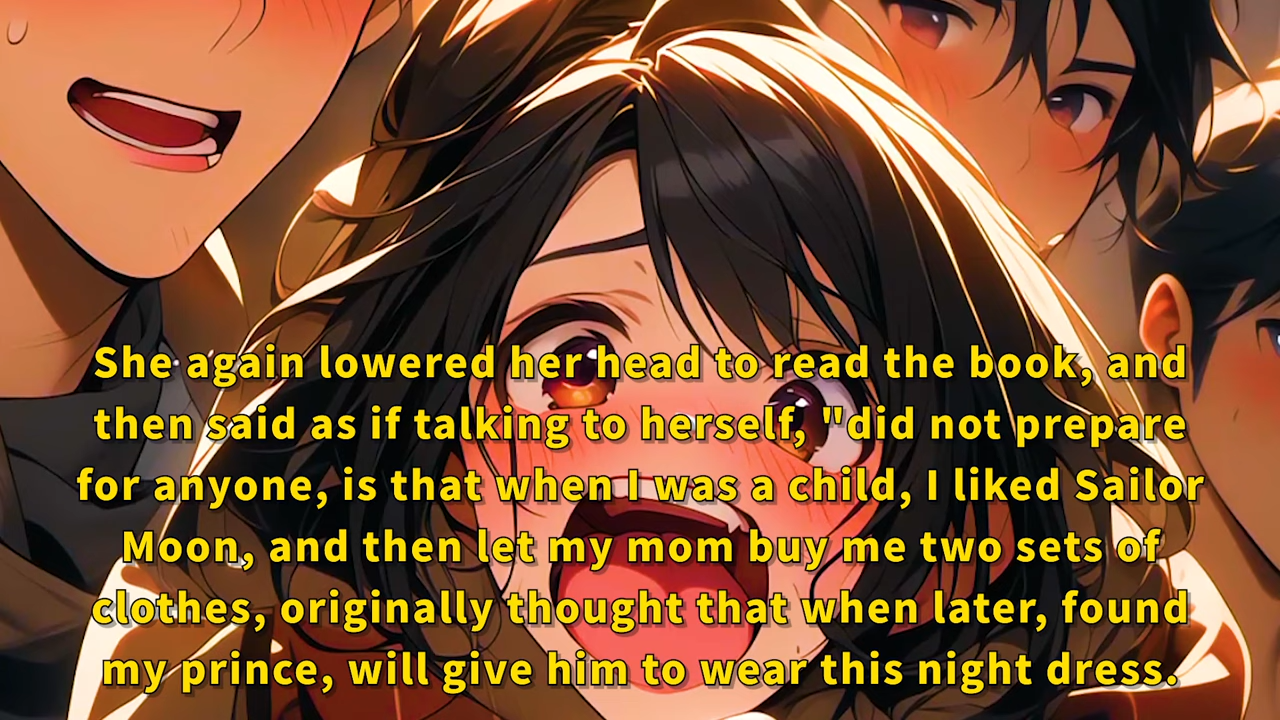 She again lowered her head to read the book, and
then said as if talking to herself, "did not prepare
for anyone, is that when I was a child, I liked Sailor
Moon, and then let my mom buy me two sets of
clothes, originally thought that when later, found
my prince, will give him to wear this night dress.